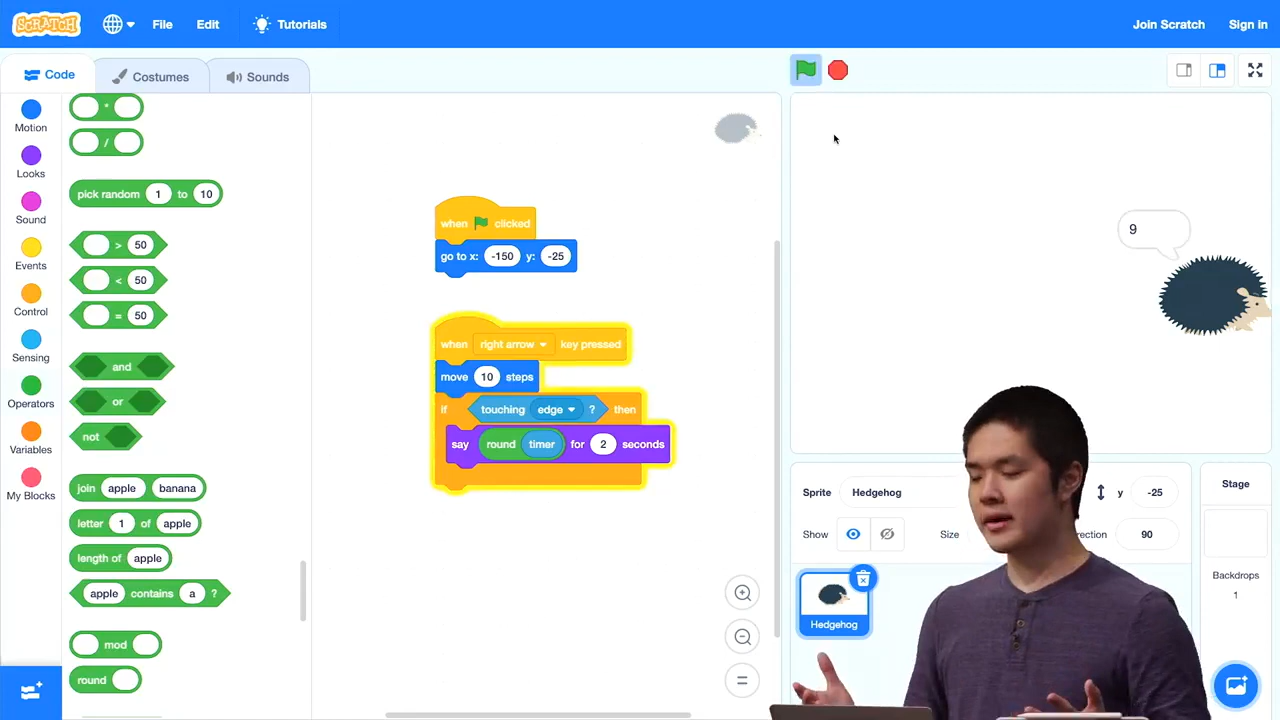 SCRATCH File Edit Tutorials Join Scratch Sign in
Code Costumes Sounds
Motion
Looks
Sound
Events
Control
Sensing
Operators
Variables
My Blocks
*
/
pick random 1 to 10
> 50
< 50
= 50
and
or
not
join apple banana
letter 1 of apple
length of apple
apple contains a ?
mod
round
when clicked
go to x: -150 y: -25
when right arrow key pressed
move 10 steps
if touching edge ? then
say round timer for 2 seconds
9
Sprite Hedgehog y -25
Show Size 90
Hedgehog
Stage
Backdrops
1